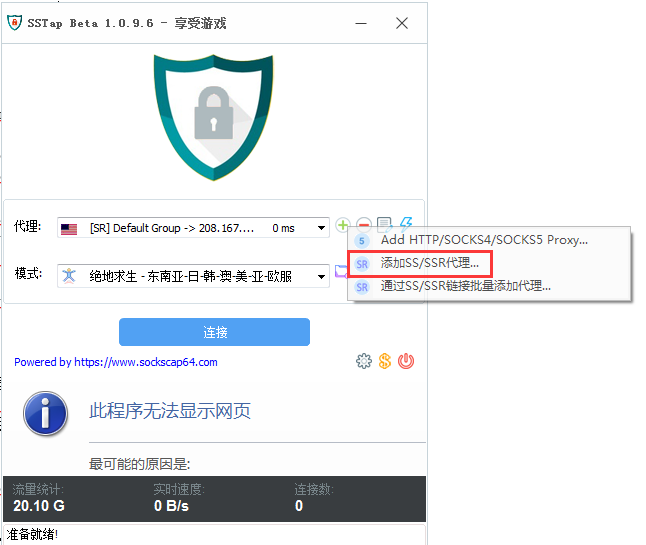 SSTap Beta 1.0.9.6 - 享受游戏
代理:
[SR] Default Group -> 208.167.... 0 ms
Add HTTP/SOCKS4/SOCKS5 Proxy...
添加SS/SSR代理...
通过SS/SSR链接批量添加代理...
模式:
绝地求生 - 东南亚-日-韩-澳-美-亚-欧服
连接
Powered by https://www.sockscap64.com
此程序无法显示网页
最可能的原因是:
流量统计: 实时速度: 连接数:
20.10 G 0 B/s 0
准备就绪!